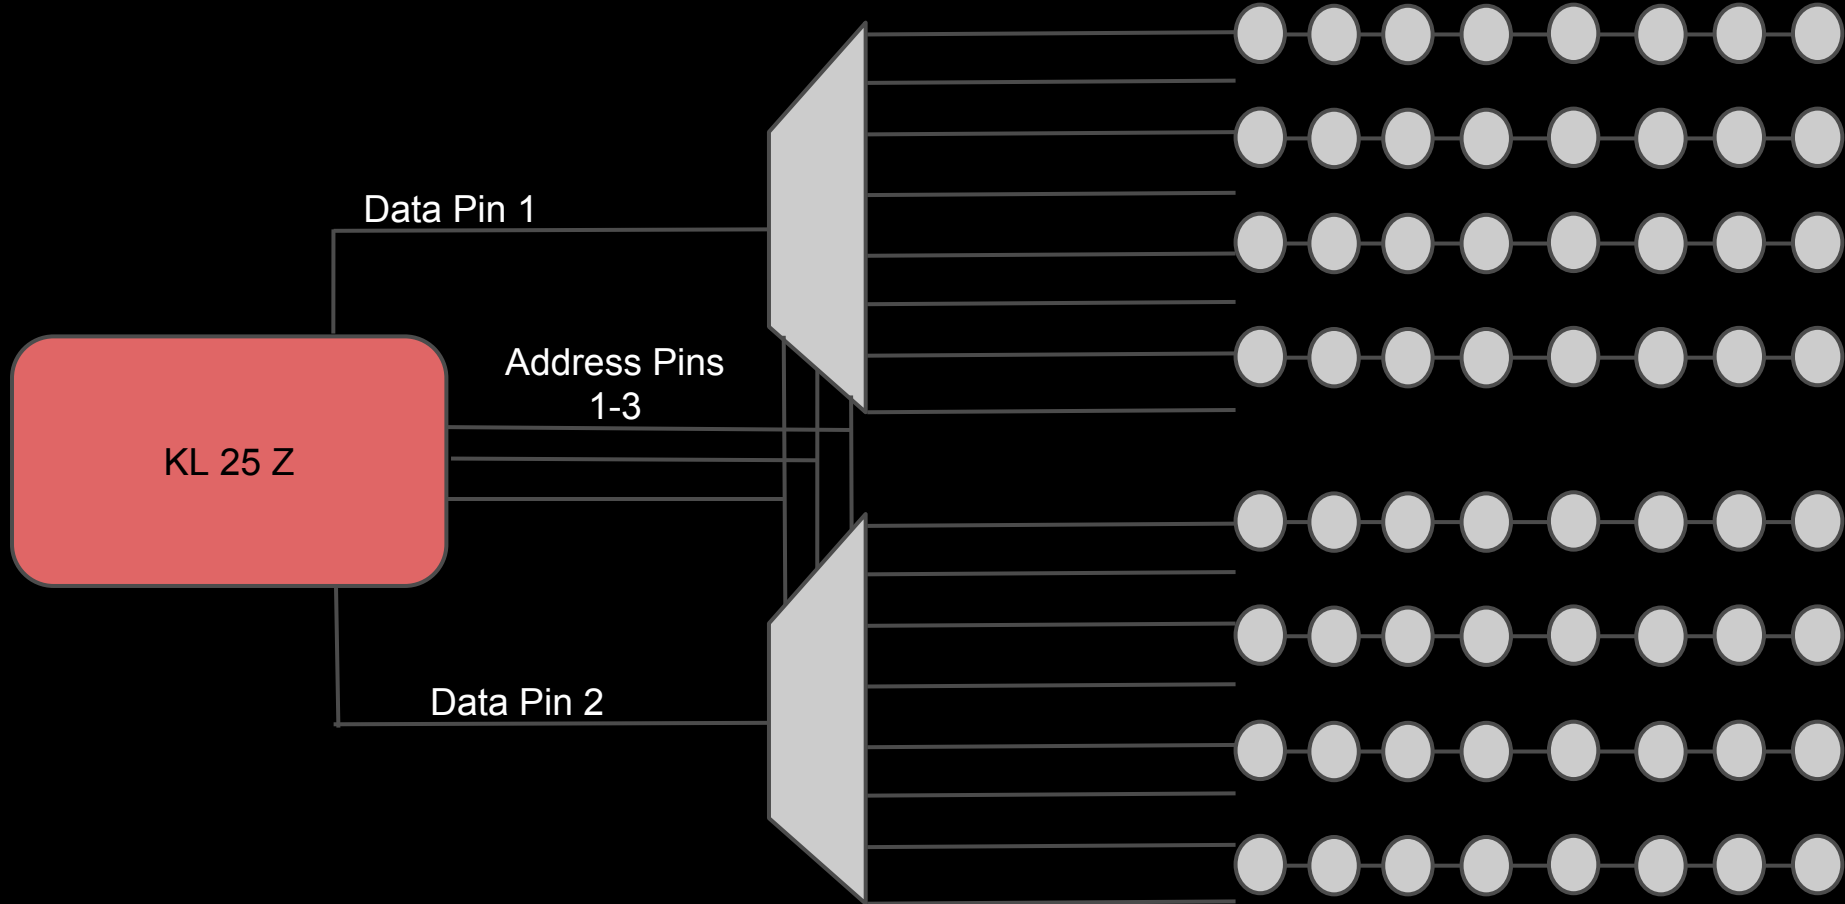 Data Pin 1
Address Pins
1-3
KL 25 Z
Data Pin 2